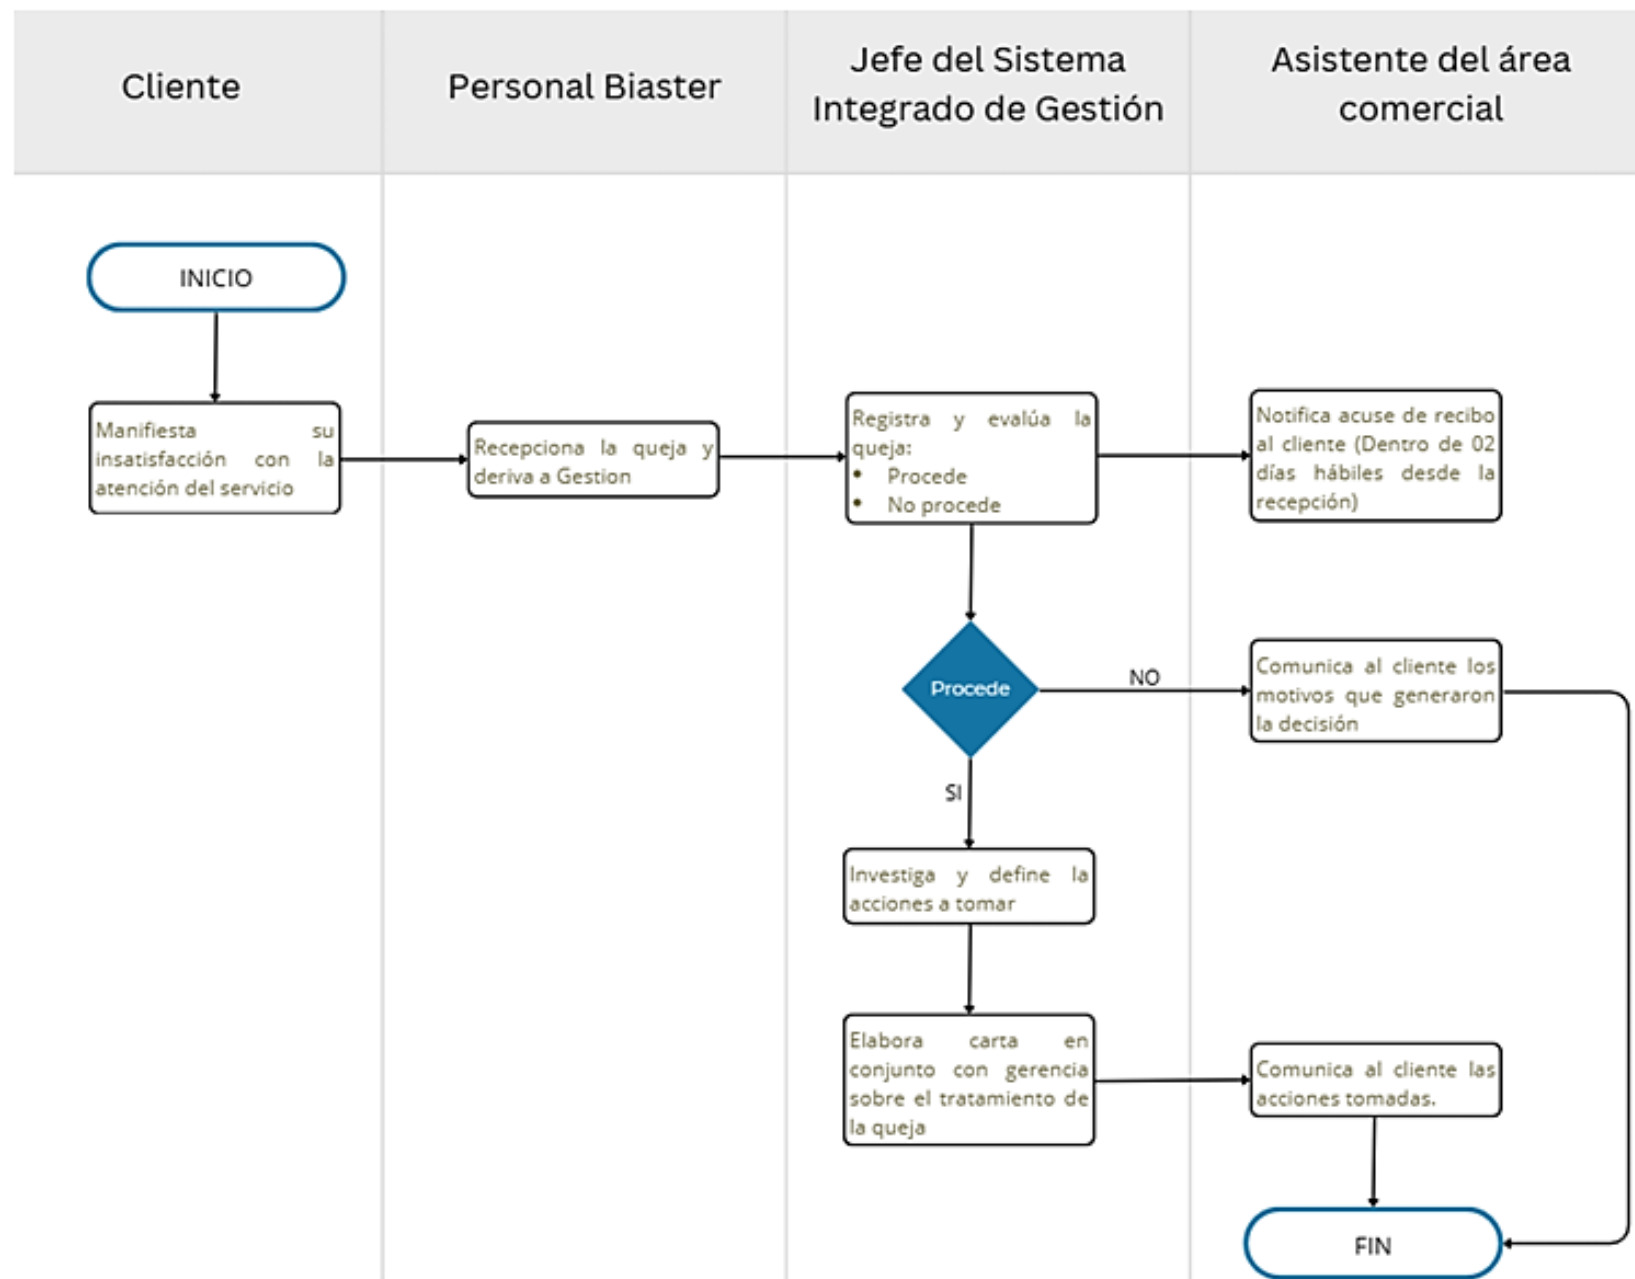 Cliente
Personal Biaster
Jefe del Sistema
Integrado de Gestión
Asistente del área
comercial
INICIO
Manifiesta su
insatisfacción con la
atención del servicio
Recepciona la queja y
deriva a Gestion
Registra y evalúa la
queja:
• Procede
• No procede
Notifica acuse de recibo
al cliente (Dentro de 02
días hábiles desde la
recepción)
Procede
NO
Comunica al cliente los
motivos que generaron
la decisión
SI
Investiga y define la
acciones a tomar
Elabora carta en
conjunto con gerencia
sobre el tratamiento de
la queja
Comunica al cliente las
acciones tomadas.
FIN